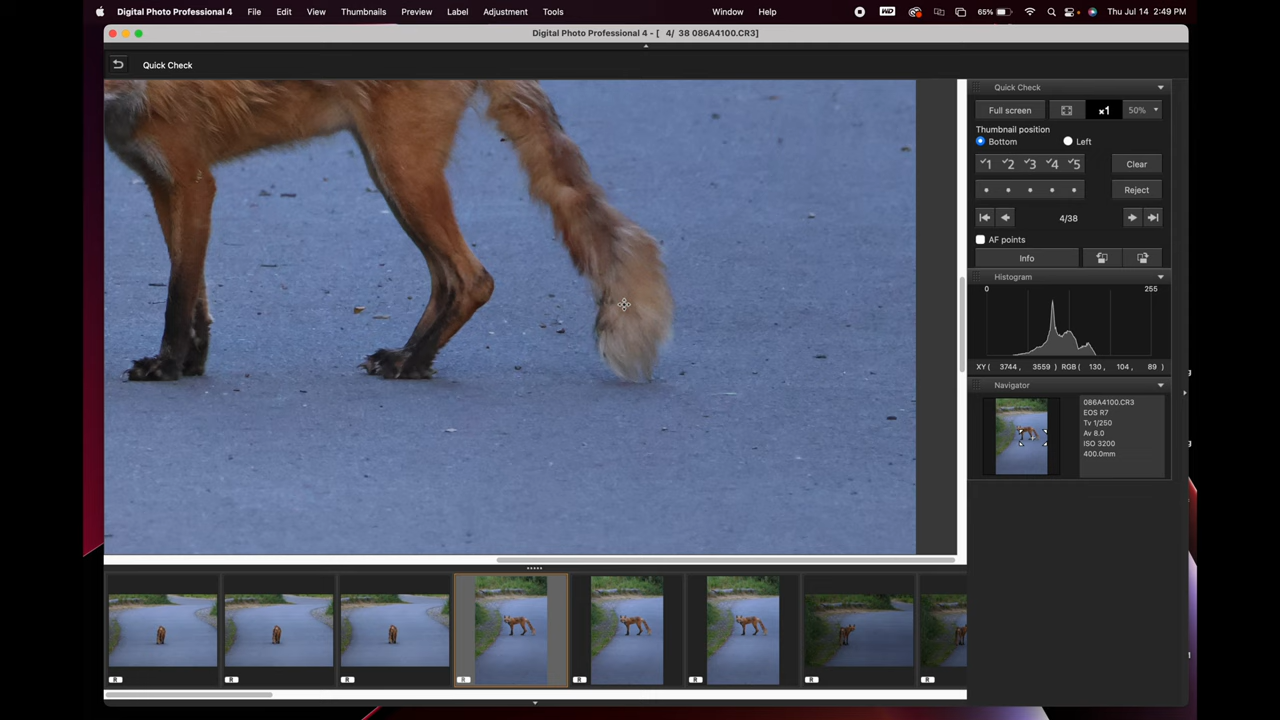 Digital Photo Professional 4 File Edit View Thumbnails Preview Label Adjustment Tools Window Help WD 65% Thu Jul 14 2:49 PM
Digital Photo Professional 4 - [ 4/ 38 086A4100.CR3]
Quick Check
Quick Check
Full screen x1 50%
Thumbnail position
Bottom Left
1 2 3 4 5 Clear
Reject
4/38
AF points
Info
Histogram
0 255
XY ( 3744 , 3559 ) RGB ( 130, 104, 89 )
Navigator
086A4100.CR3
EOS R7
Tv 1/250
Av 8.0
ISO 3200
400.0mm
R R R R R R R R